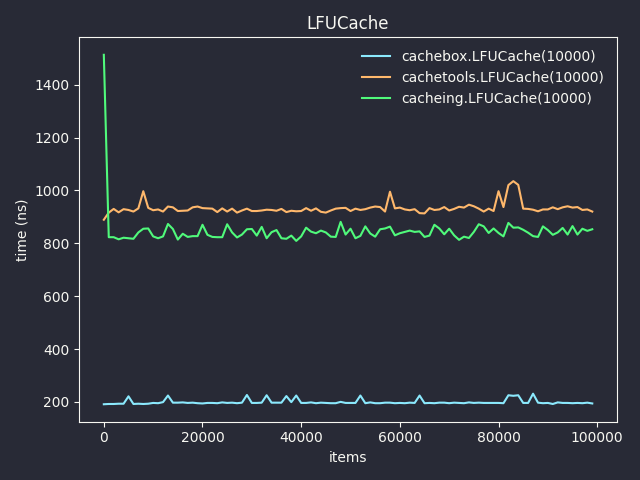 LFUCache
cachebox.LFUCache(10000)
cachetools.LFUCache(10000)
cacheing.LFUCache(10000)
time (ns)
1400
1200
1000
800
600
400
200
0
20000
40000
60000
80000
100000
items